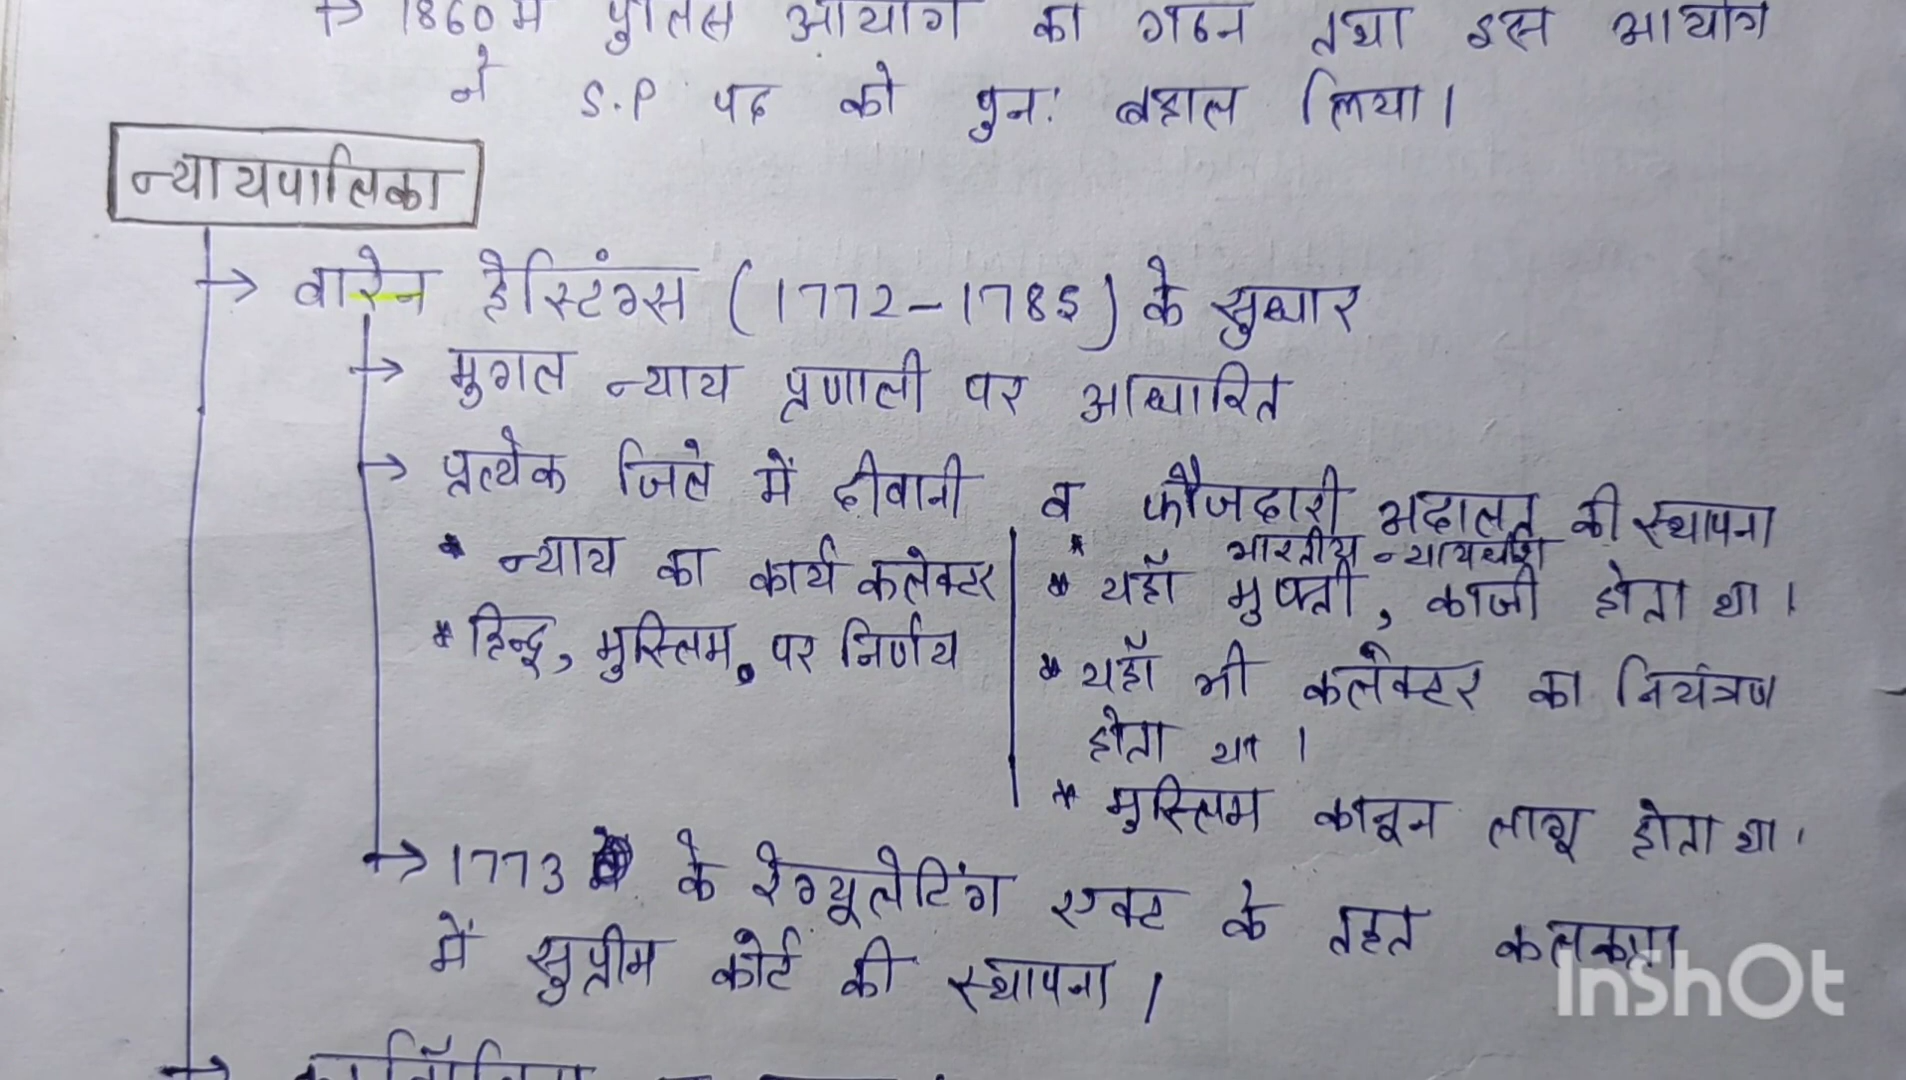 → 1860 में पुलिस आयोग का गठन तथा इस आयोग
ने S.P पद को पुनः बहाल लिया।
न्यायपालिका
→ वारेन हेस्टिंग्स (1772-1785) के सुधार
→ मुगल न्याय प्रणाली पर आधारित
→ प्रत्येक जिले में दीवानी व फौजदारी अदालत की स्थापना
* न्याय का कार्य कलेक्टर
* हिन्दू, मुस्लिम, पर निर्णय
* भारतीय न्यायधीश
* यहाँ मुफ्ती, काजी होता था।
* यहाँ भी कलेक्टर का नियंत्रण
होता था।
* मुस्लिम कानून लागू होता था।
→ 1773 के रेग्यूलेटिंग एक्ट के तहत कलकत्ता
में सुप्रीम कोर्ट की स्थापना।
InShOt